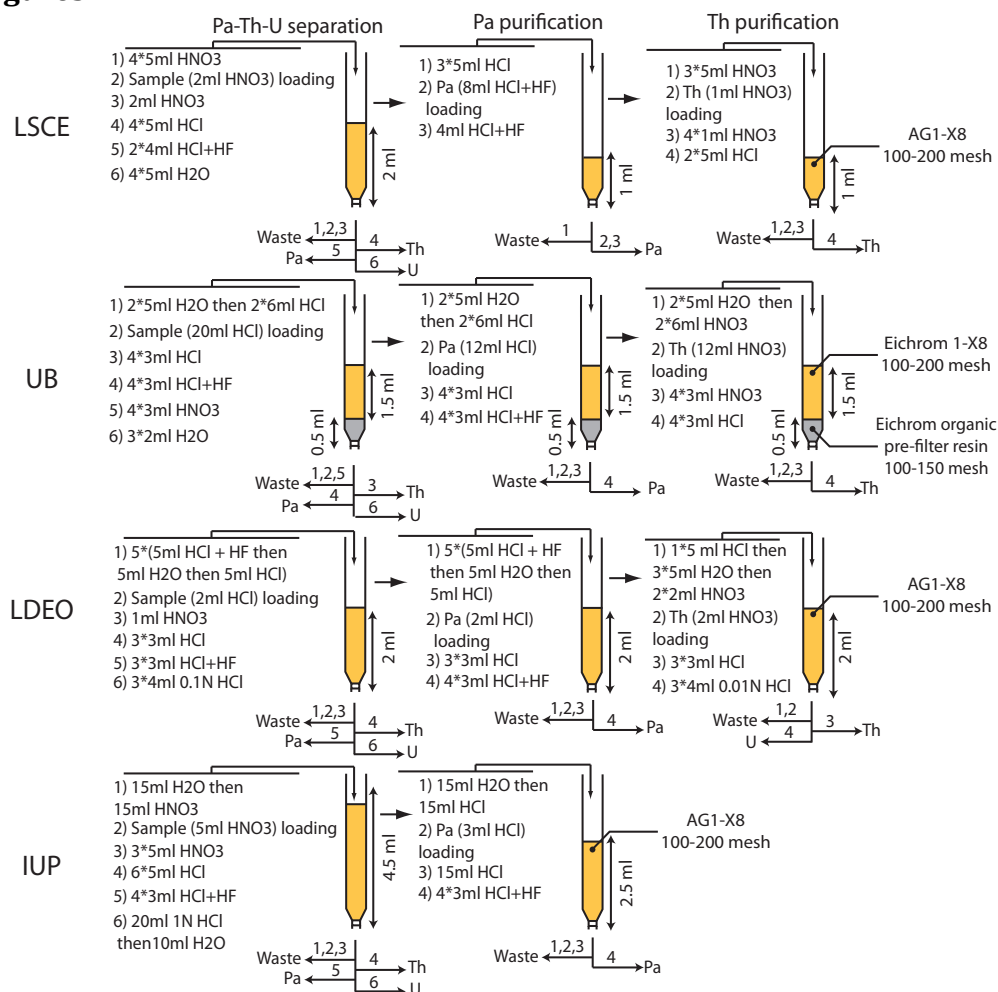 Pa-Th-U separation
Pa purification
Th purification
LSCE
1) 4*5ml HNO3
2) Sample (2ml HNO3) loading
3) 2ml HNO3
4) 4*5ml HCl
5) 2*4ml HCl+HF
6) 4*5ml H2O
2 ml
1) 3*5ml HCl
2) Pa (8ml HCl+HF)
loading
3) 4ml HCl+HF
1 ml
1) 3*5ml HNO3
2) Th (1ml HNO3)
loading
3) 4*1ml HNO3
4) 2*5ml HCl
1 ml
AG1-X8
100-200 mesh
Waste 1,2,3 4 Th
Pa 5 6 U
Waste 1 2,3 Pa
Waste 1,2,3 4 Th
UB
1) 2*5ml H2O then 2*6ml HCl
2) Sample (20ml HCl) loading
3) 4*3ml HCl
4) 4*3ml HCl+HF
5) 4*3ml HNO3
6) 3*2ml H2O
0.5 ml
1.5 ml
1) 2*5ml H2O
then 2*6ml HCl
2) Pa (12ml HCl)
loading
3) 4*3ml HCl
4) 4*3ml HCl+HF
0.5 ml
1.5 ml
1) 2*5ml H2O then
2*6ml HNO3
2) Th (12ml HNO3)
loading
3) 4*3ml HNO3
4) 4*3ml HCl
0.5 ml
1.5 ml
Eichrom 1-X8
100-200 mesh
Eichrom organic
pre-filter resin
100-150 mesh
Waste 1,2,5 3 Th
Pa 4 6 U
Waste 1,2,3 4 Pa
Waste 1,2,3 4 Th
LDEO
1) 5*(5ml HCl + HF then
5ml H2O then 5ml HCl)
2) Sample (2ml HCl) loading
3) 1ml HNO3
4) 3*3ml HCl
5) 3*3ml HCl+HF
6) 3*4ml 0.1N HCl
2 ml
1) 5*(5ml HCl + HF
then 5ml H2O then
5ml HCl)
2) Pa (2ml HCl)
loading
3) 3*3ml HCl
4) 4*3ml HCl+HF
2 ml
1) 1*5 ml HCl then
3*5ml H2O then
2*2ml HNO3
2) Th (2ml HNO3)
loading
3) 3*3ml HCl
4) 3*4ml 0.01N HCl
2 ml
AG1-X8
100-200 mesh
Waste 1,2,3 4 Th
Pa 5 6 U
Waste 1,2,3 4 Pa
Waste 1,2 3 Th
U 4
IUP
1) 15ml H2O then
15ml HNO3
2) Sample (5ml HNO3) loading
3) 3*5ml HNO3
4) 6*5ml HCl
5) 4*3ml HCl+HF
6) 20ml 1N HCl
then10ml H2O
4.5 ml
1) 15ml H2O then
15ml HCl
2) Pa (3ml HCl)
loading
3) 15ml HCl
4) 4*3ml HCl+HF
2.5 ml
AG1-X8
100-200 mesh
Waste 1,2,3 4 Th
Pa 5 6 U
Waste 1,2,3 4 Pa